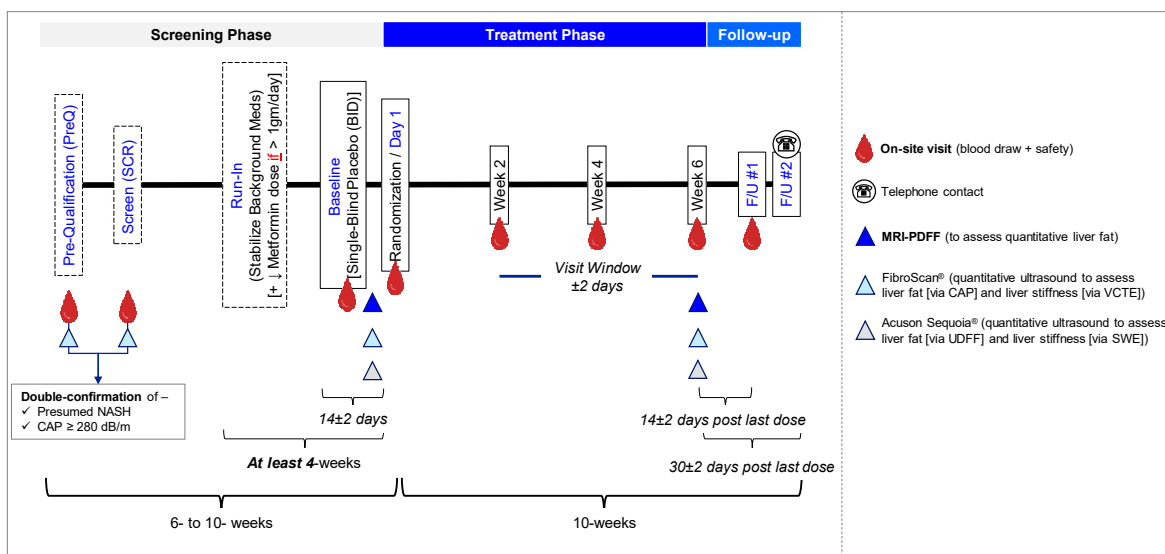 Screening Phase
Treatment Phase
Follow-up
Pre-Qualification (PreQ)
Screen (SCR)
Run-In
(Stabilize Background Meds)
[+ ↓ Metformin dose if > 1gm/day]
Baseline
[Single-Blind Placebo (BID)]
Randomization / Day 1
Week 2
Week 4
Week 6
F/U #1
F/U #2
Visit Window
±2 days
Double-confirmation of –
✓ Presumed NASH
✓ CAP ≥ 280 dB/m
14±2 days
At least 4-weeks
6- to 10- weeks
14±2 days post last dose
30±2 days post last dose
10-weeks
On-site visit (blood draw + safety)
Telephone contact
MRI-PDFF (to assess quantitative liver fat)
FibroScan® (quantitative ultrasound to assess
liver fat [via CAP] and liver stiffness [via VCTE])
Acuson Sequoia® (quantitative ultrasound to assess
liver fat [via UDFF] and liver stiffness [via SWE])